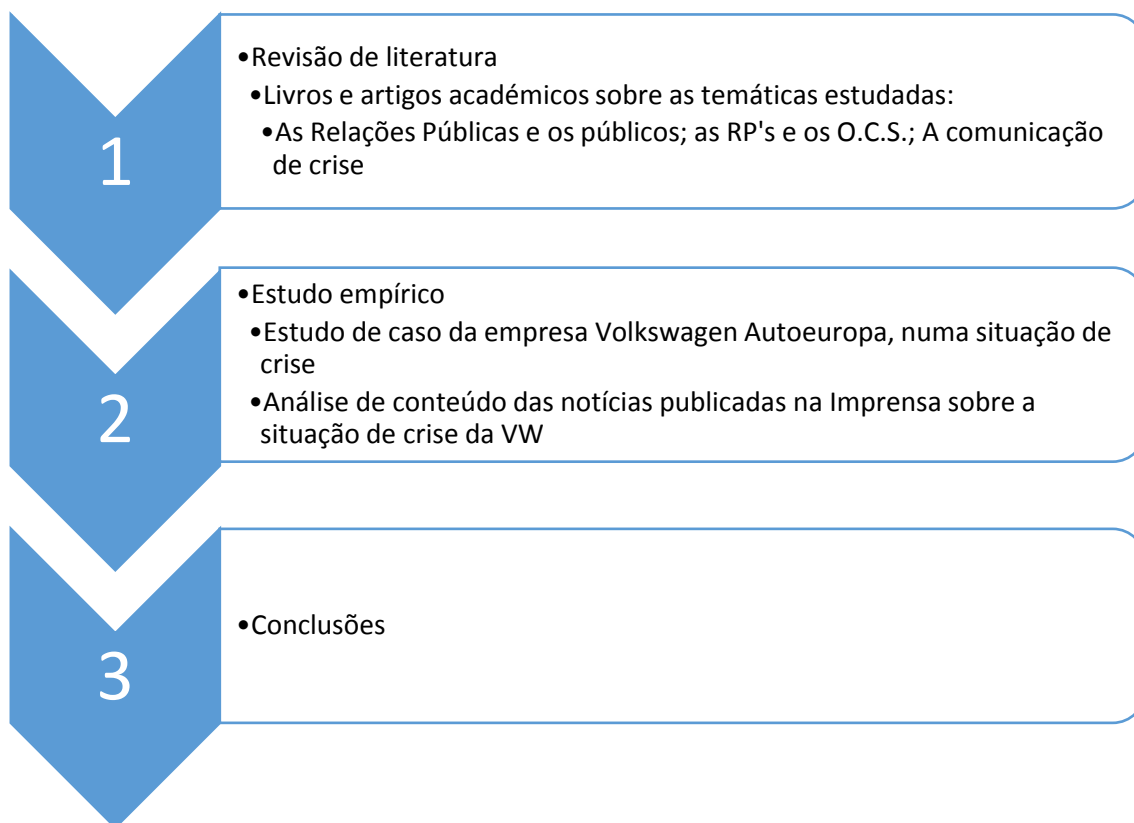 1
•Revisão de literatura
•Livros e artigos académicos sobre as temáticas estudadas:
•As Relações Públicas e os públicos; as RP's e os O.C.S.; A comunicação
de crise
2
•Estudo empírico
•Estudo de caso da empresa Volkswagen Autoeuropa, numa situação de
crise
•Análise de conteúdo das notícias publicadas na Imprensa sobre a
situação de crise da VW
3
•Conclusões